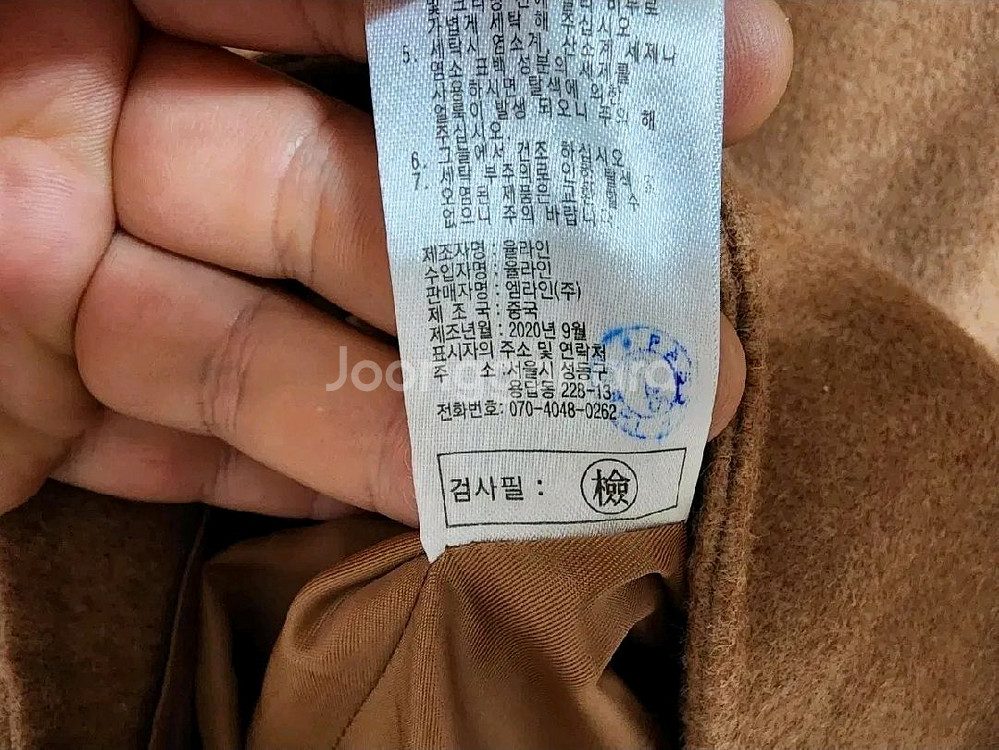 가볍게 세탁 해 주십시오
5. 세탁시 염소계, 산소계 세제나
염소 표백 성분의 세제를
사용하시면 탈색에 의한
얼룩이 발생 되오니 주의 해
주십시오.
6. 그늘에서 건조 하십시오
7. 세탁 부주의로 인한 탈색 및
오염된 제품은 교환할 수
없으니 주의 바랍니다
제조자명 : 율라인
수입자명 : 율라인
판매자명 : 엠라인(주)
제 조 국 : 중국
제조년월 : 2020년 9월
표시자의 주소 및 연락처
주 소 :서울시 성동구
용답동 228-13
전화번호: 070-4048-0262
검사필 : 檢